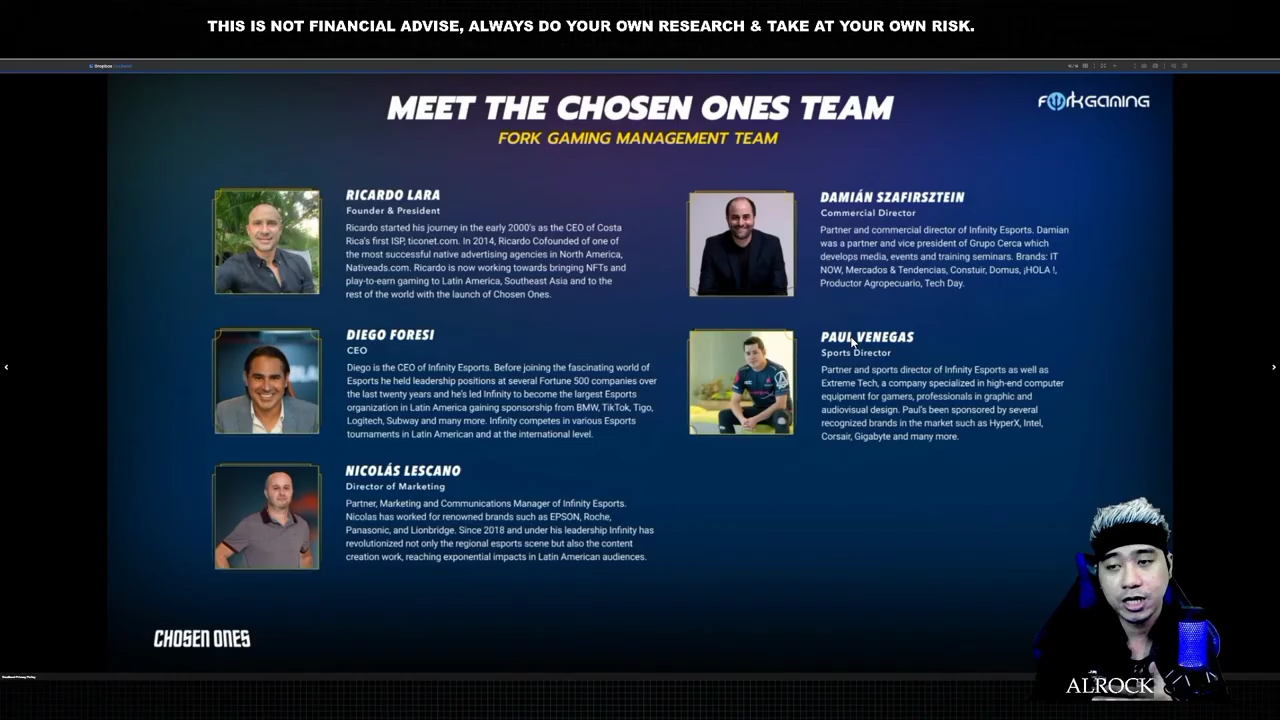 THIS IS NOT FINANCIAL ADVISE, ALWAYS DO YOUR OWN RESEARCH & TAKE AT YOUR OWN RISK.
Dropbox
MEET THE CHOSEN ONES TEAM
FORK GAMING MANAGEMENT TEAM
FORKGAMING
RICARDO LARA
Founder & President
Ricardo started his journey in the early 2000's as the CEO of Costa
Rica's first ISP, ticonet.com. In 2014, Ricardo Cofounded of one of
the most successful native advertising agencies in North America,
Nativeads.com. Ricardo is now working towards bringing NFTs and
play-to-earn gaming to Latin America, Southeast Asia and to the
rest of the world with the launch of Chosen Ones.
DIEGO FORESI
CEO
Diego is the CEO of Infinity Esports. Before joining the fascinating world of
Esports he held leadership positions at several Fortune 500 companies over
the last twenty years and he's led Infinity to become the largest Esports
organization in Latin America gaining sponsorship from BMW, TikTok, Tigo,
Logitech, Subway and many more. Infinity competes in various Esports
tournaments in Latin American and at the international level.
NICOLÁS LESCANO
Director of Marketing
Partner, Marketing and Communications Manager of Infinity Esports.
Nicolas has worked for renowned brands such as EPSON, Roche,
Panasonic, and Lionbridge. Since 2018 and under his leadership Infinity has
revolutionized not only the regional esports scene but also the content
creation work, reaching exponential impacts in Latin American audiences.
DAMIÁN SZAFIRSZTEIN
Commercial Director
Partner and commercial director of Infinity Esports. Damian
was a partner and vice president of Grupo Cerca which
develops media, events and training seminars. Brands: IT
NOW, Mercados & Tendencias, Constuir, Domus, ¡HOLA !,
Productor Agropecuario, Tech Day.
PAUL VENEGAS
Sports Director
Partner and sports director of Infinity Esports as well as
Extreme Tech, a company specialized in high-end computer
equipment for gamers, professionals in graphic and
audiovisual design. Paul's been sponsored by several
recognized brands in the market such as HyperX, Intel,
Corsair, Gigabyte and many more.
CHOSEN ONES
ALROCK